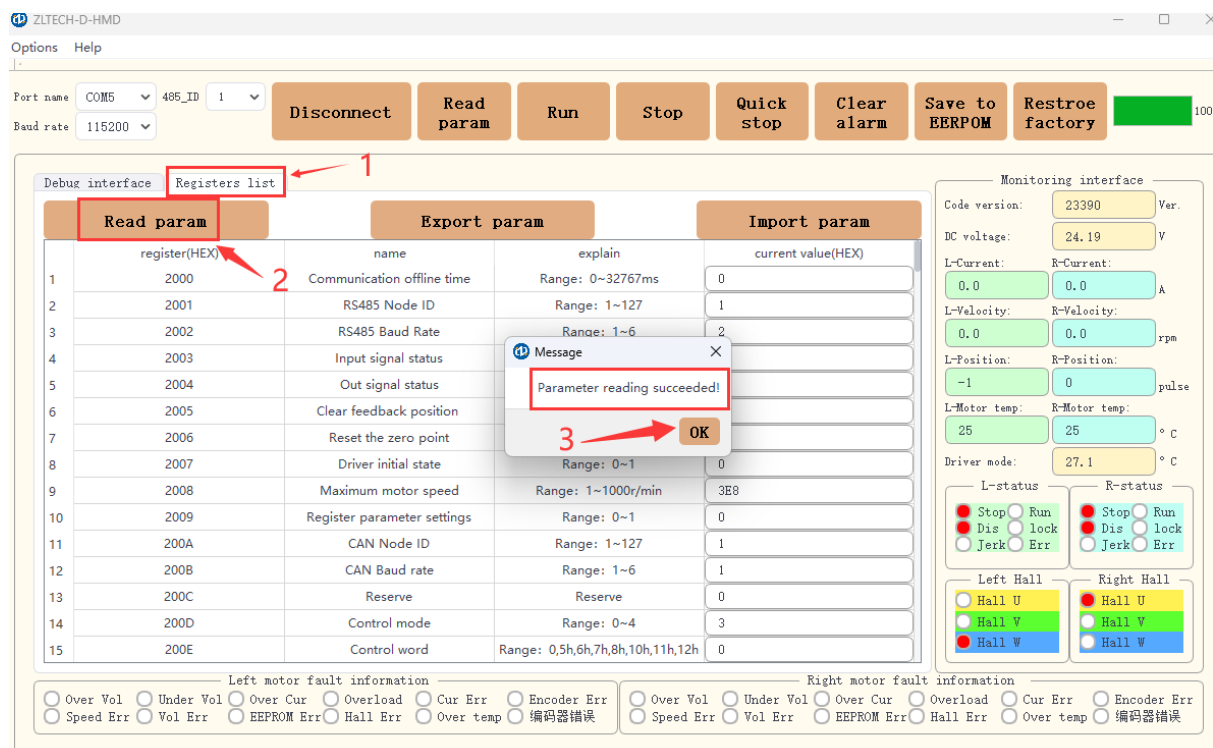 ZLTECH-D-HMD
Options Help
Port name COM5 485_ID 1
Baud rate 115200
Disconnect
Read param
Run
Stop
Quick stop
Clear alarm
Save to EERPOM
Restroe factory
100
1
Debug interface Registers list
Read param Export param Import param
2
register(HEX) name explain current value(HEX)
1 2000 Communication offline time Range: 0~32767ms 0
2 2001 RS485 Node ID Range: 1~127 1
3 2002 RS485 Baud Rate Range: 1~6 2
4 2003 Input signal status
5 2004 Out signal status
6 2005 Clear feedback position
7 2006 Reset the zero point
8 2007 Driver initial state Range: 0~1 0
9 2008 Maximum motor speed Range: 1~1000r/min 3E8
10 2009 Register parameter settings Range: 0~1 0
11 200A CAN Node ID Range: 1~127 1
12 200B CAN Baud rate Range: 1~6 1
13 200C Reserve Reserve 0
14 200D Control mode Range: 0~4 3
15 200E Control word Range: 0,5h,6h,7h,8h,10h,11h,12h 0
Message
Parameter reading succeeded!
3
OK
Monitoring interface
Code version: 23390 Ver.
DC voltage: 24.19 V
L-Current: R-Current:
0.0 0.0 A
L-Velocity: R-Velocity:
0.0 0.0 rpm
L-Position: R-Position:
-1 0 pulse
L-Motor temp: R-Motor temp:
25 25 ° C
Driver mode: 27.1 ° C
L-status R-status
Stop Run Stop Run
Dis lock Dis lock
Jerk Err Jerk Err
Left Hall Right Hall
Hall U Hall U
Hall V Hall V
Hall W Hall W
Left motor fault information
Over Vol Under Vol Over Cur Overload Cur Err Encoder Err
Speed Err Vol Err EEPROM Err Hall Err Over temp 编码器错误
Right motor fault information
Over Vol Under Vol Over Cur Overload Cur Err Encoder Err
Speed Err Vol Err EEPROM Err Hall Err Over temp 编码器错误